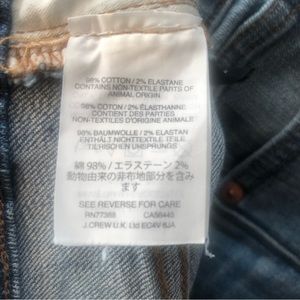 98% COTTON / 2% ELASTANE
CONTAINS NON-TEXTILE PARTS OF
ANIMAL ORIGIN
98% COTON / 2% ÉLASTHANNE
CONTIENT DES PARTIES
NON-TEXTILES D'ORIGINE ANIMALE
98% BAUMWOLLE / 2% ELASTAN
ENTHÄLT NICHTTEXTILE TEILE
TIERISCHEN URSPRUNGS
綿 98% / エラステーン 2%
動物由来の非布地部分を含み
ます
SEE REVERSE FOR CARE
RN77388 CA56445
J.CREW U.K. Ltd EC4V 6JA